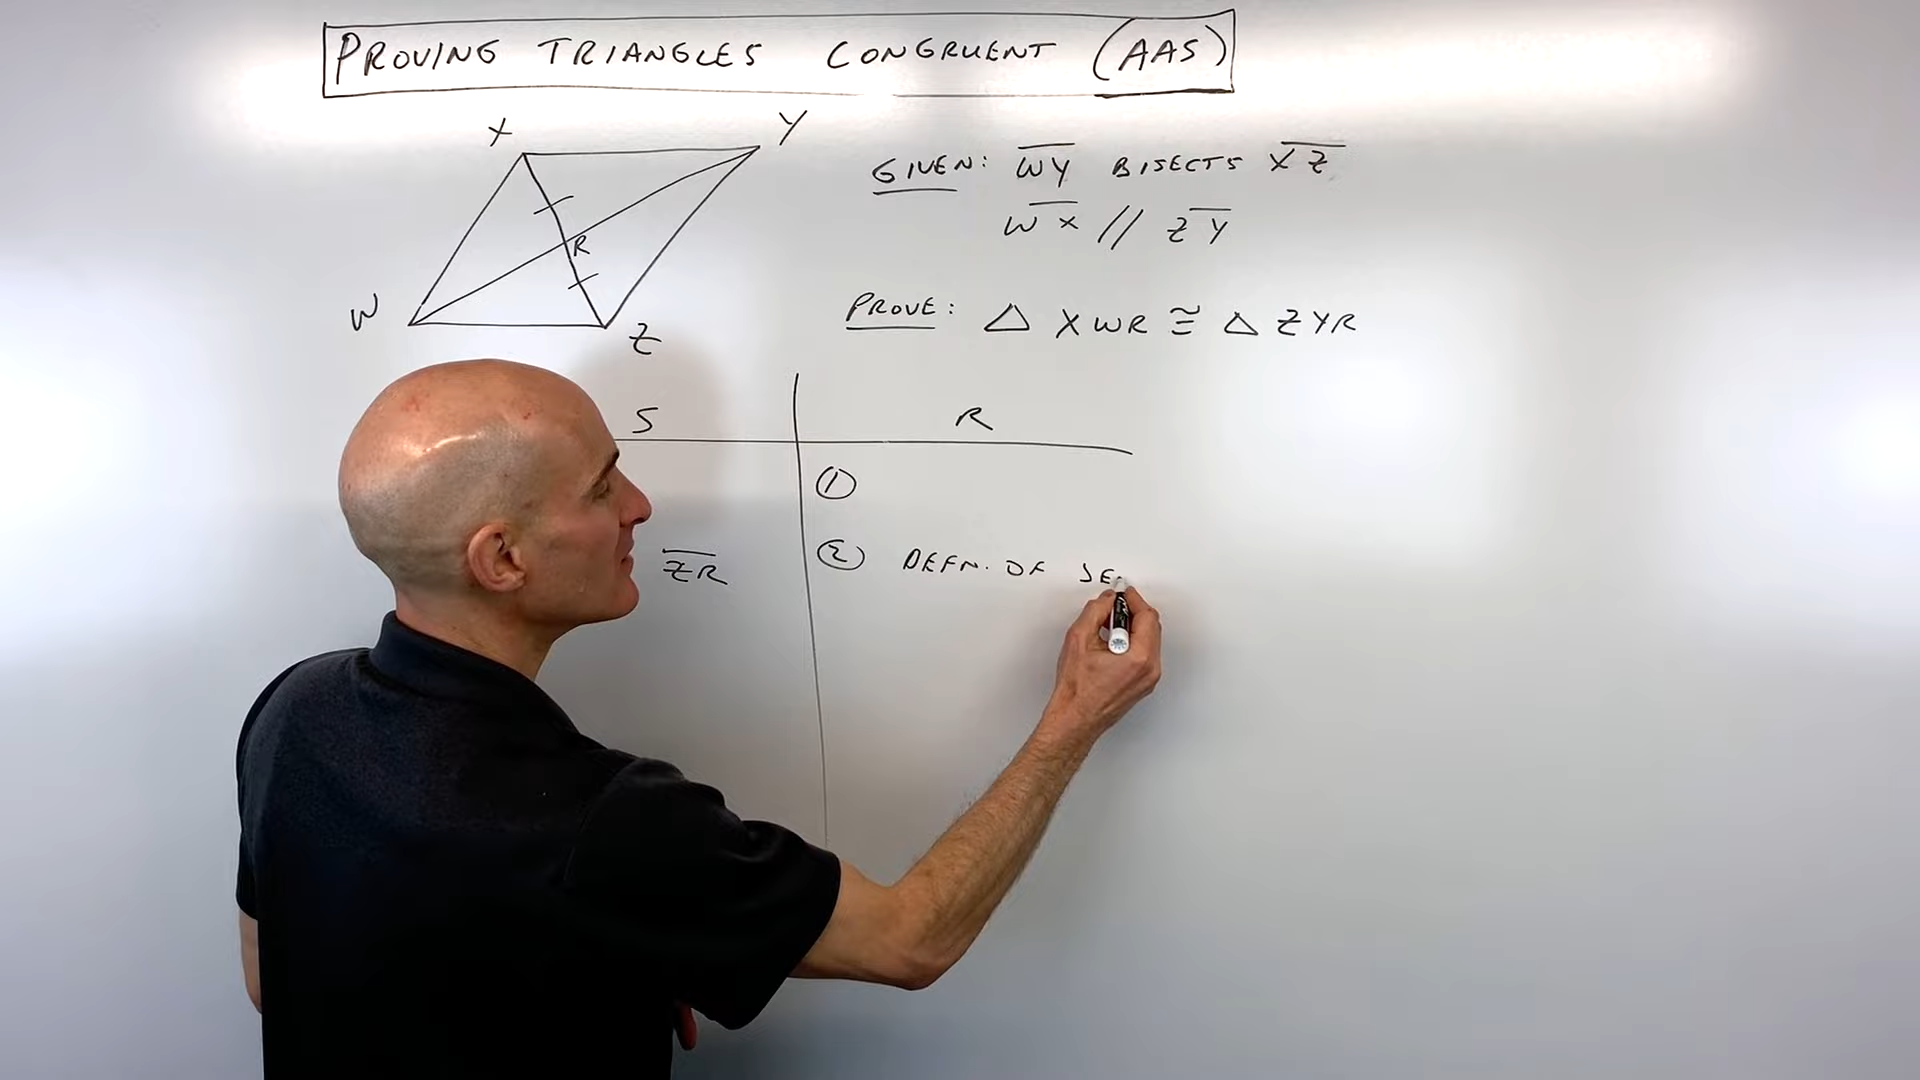 PROVING TRIANGLES CONGRUENT (AAS)
X
Y
R
W
Z
GIVEN: WY BISECTS XZ
WX // ZY
PROVE: △ XWR ≅ △ ZYR
S
R
①
ZR
② DEFN. OF SE